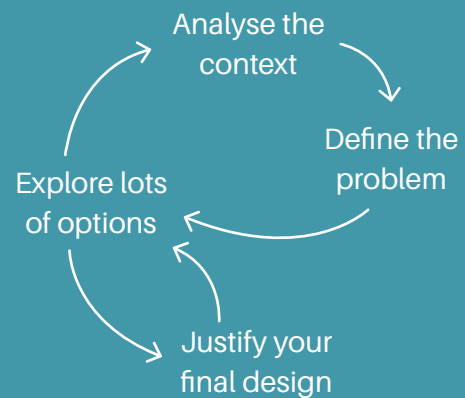 Analyse the
context
Define the
problem
Explore lots
of options
Justify your
final design